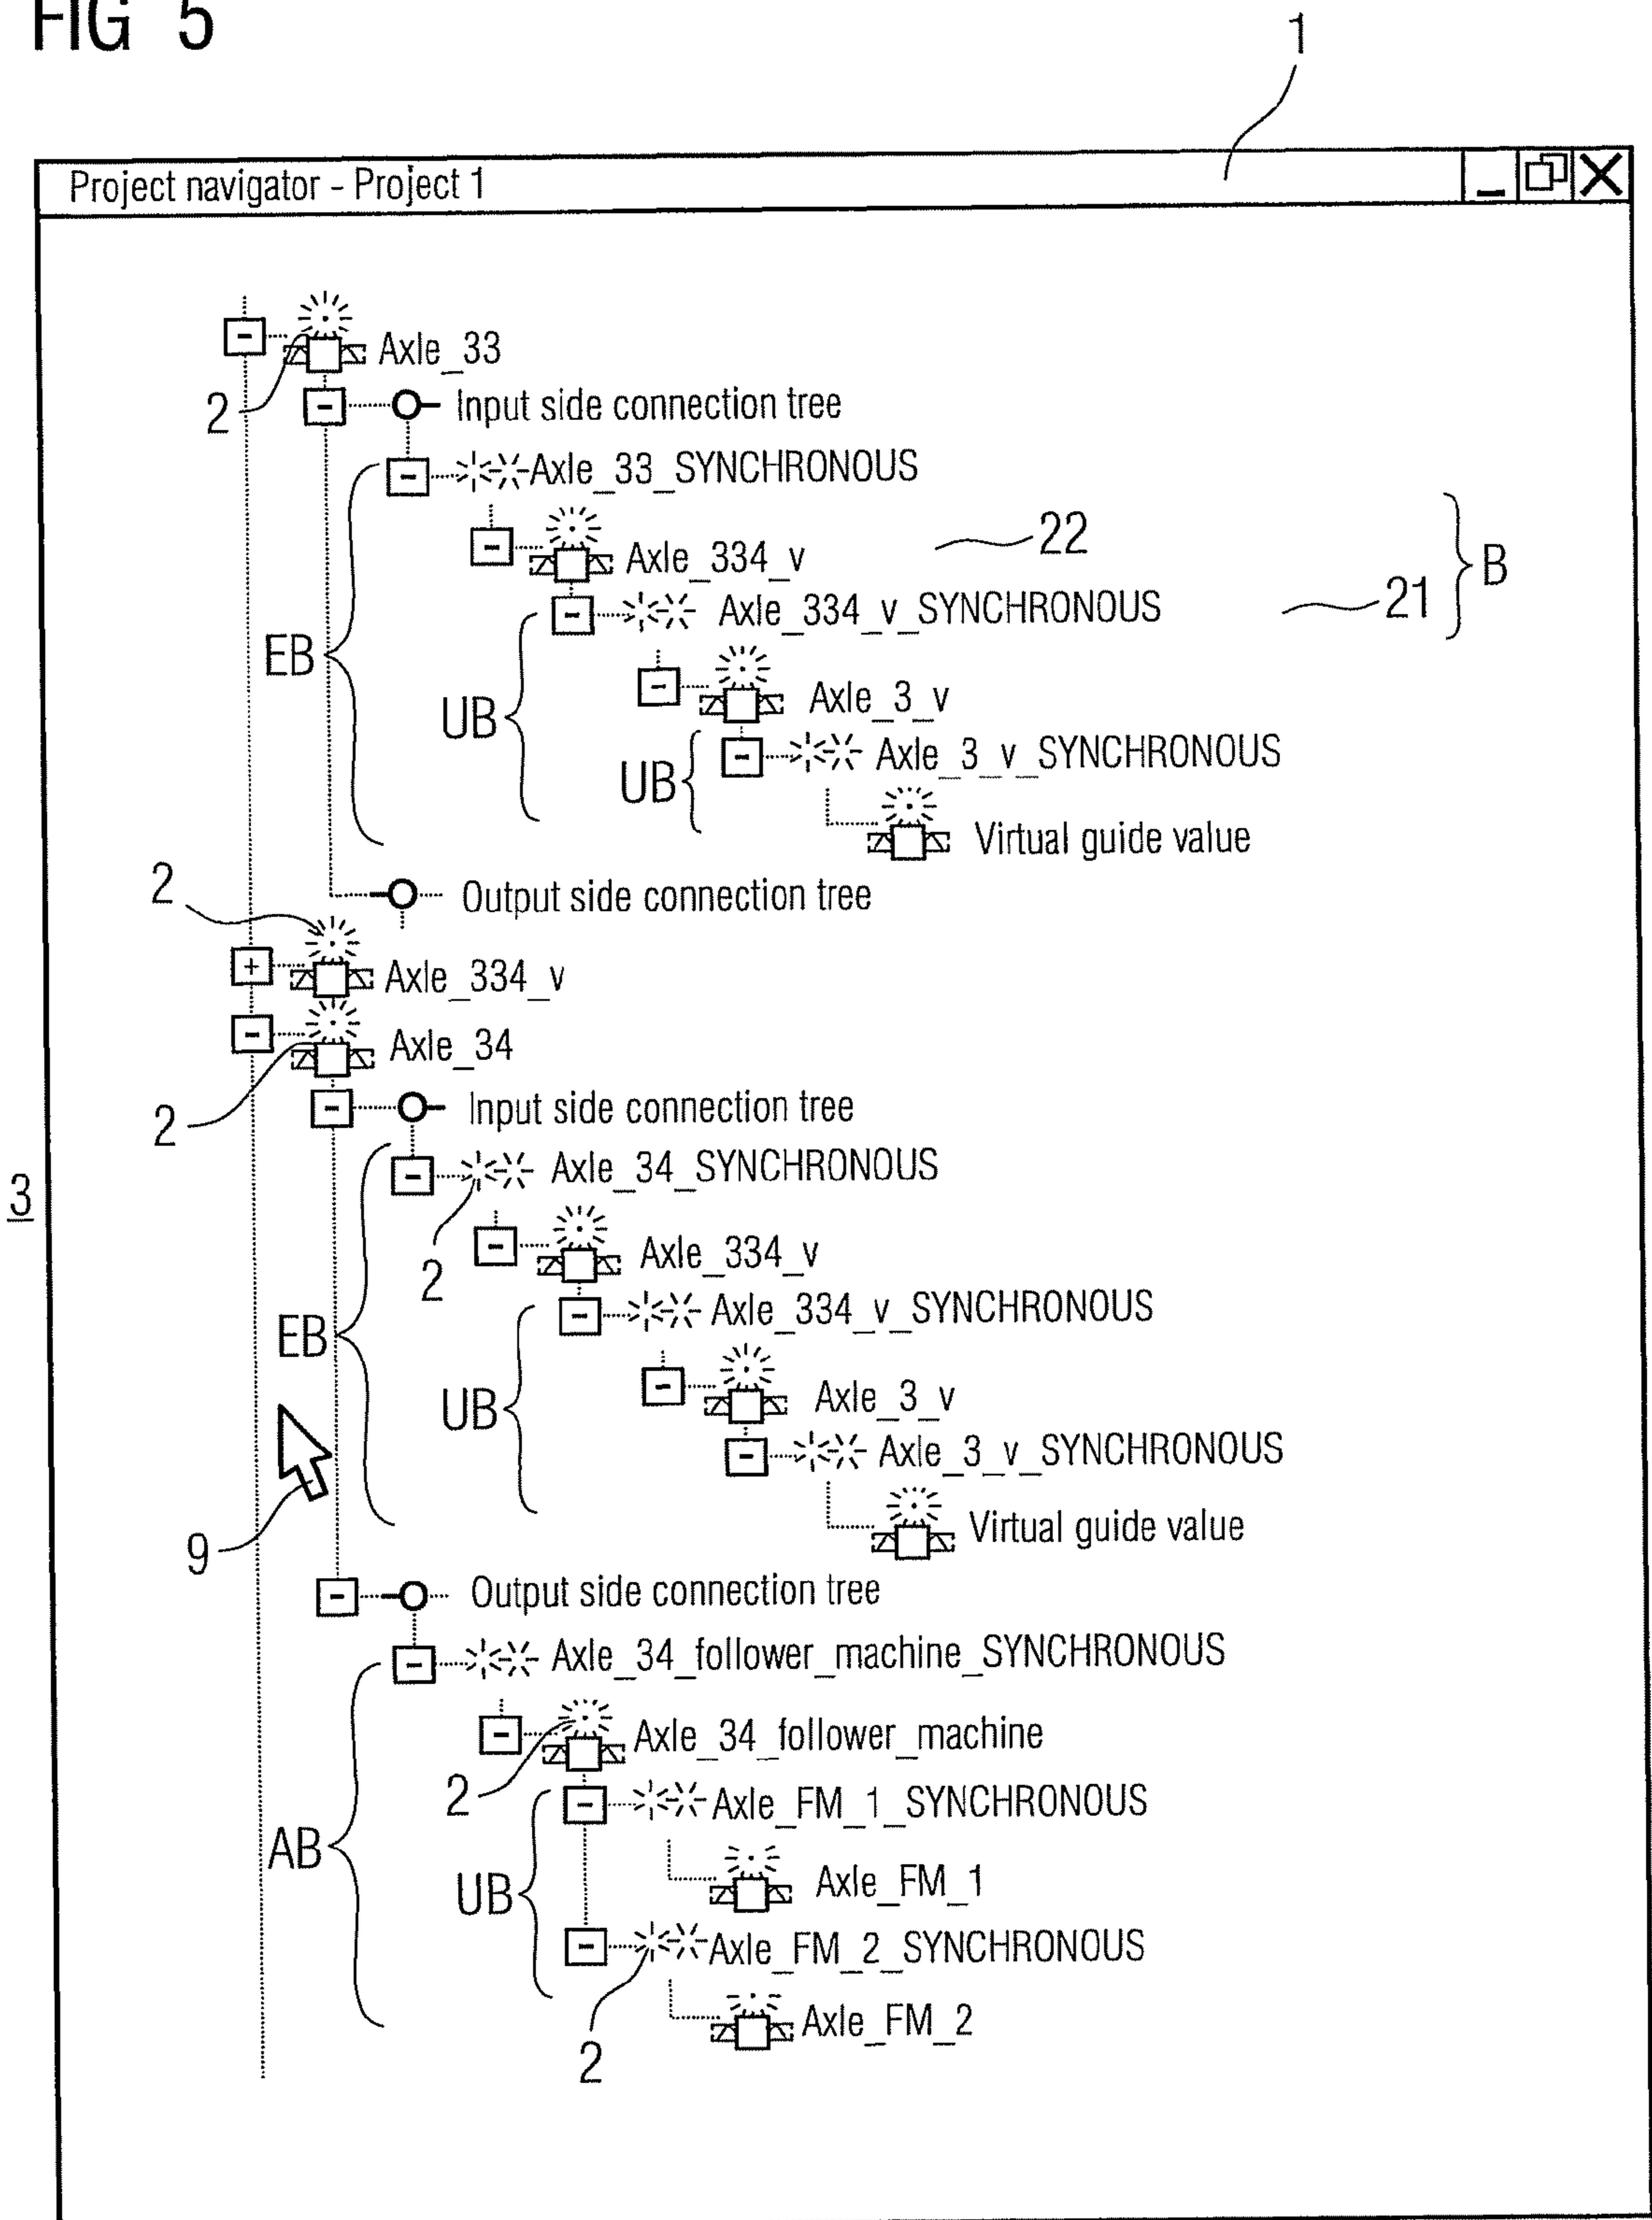 FIG 5
1
Project navigator - Project 1
Axle_33
2
Input side connection tree
Axle_33_SYNCHRONOUS
22
Axle_334_v
B
21
Axle_334_v_SYNCHRONOUS
EB
Axle_3_v
UB
Axle_3_v_SYNCHRONOUS
UB
Virtual guide value
2
Output side connection tree
Axle_334_v
Axle_34
2
Input side connection tree
Axle_34_SYNCHRONOUS
3
2
Axle_334_v
Axle_334_v_SYNCHRONOUS
EB
Axle_3_v
UB
Axle_3_v_SYNCHRONOUS
Virtual guide value
9
Output side connection tree
Axle_34_follower_machine_SYNCHRONOUS
Axle_34_follower_machine
2
Axle_FM_1_SYNCHRONOUS
AB
Axle_FM_1
UB
Axle_FM_2_SYNCHRONOUS
Axle_FM_2
2